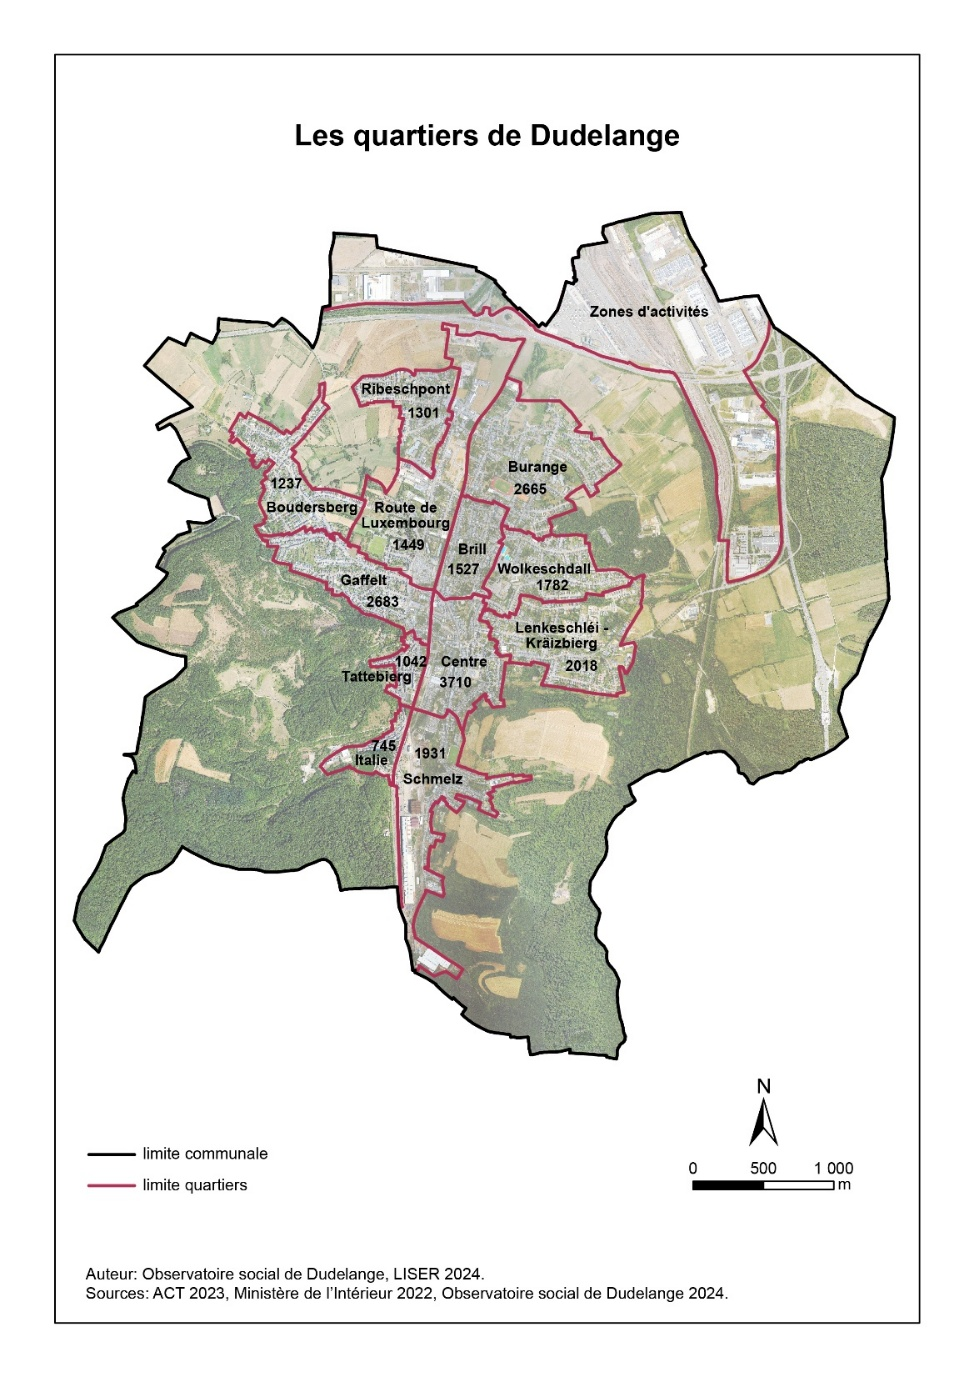 Les quartiers de Dudelange
Zones d'activités
Ribeschpont
1301
Burange
2665
1237
Boudersberg
Route de
Luxembourg
1449
Brill
1527
Wolkeschdall
1782
Gaffelt
2683
Lenkeschléi -
Kräizbierg
2018
1042
Tattebierg
Centre
3710
745
Italie
1931
Schmelz
N
0 500 1 000
m
limite communale
limite quartiers
Auteur: Observatoire social de Dudelange, LISER 2024.
Sources: ACT 2023, Ministère de l'Intérieur 2022, Observatoire social de Dudelange 2024.